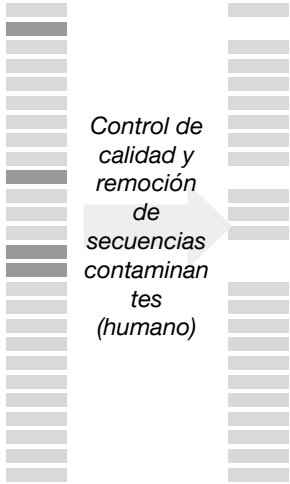 Control de
calidad y
remoción
de
secuencias
contaminan
tes
(humano)